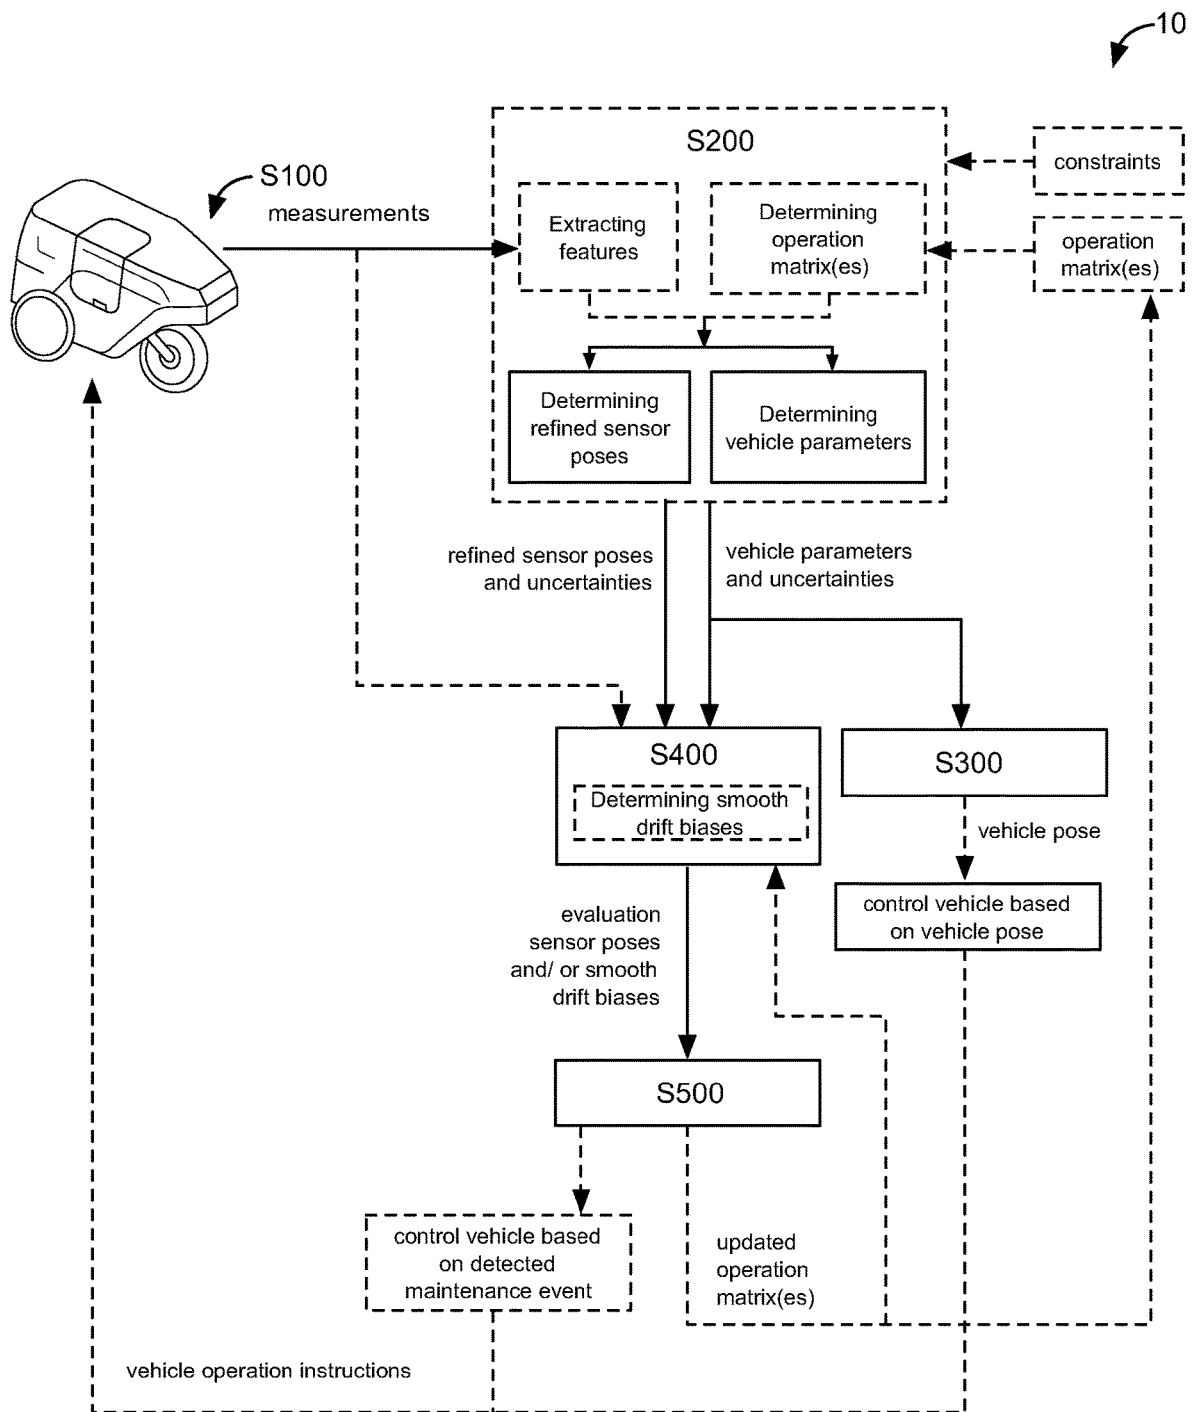 10
S100
measurements
S200
constraints
Extracting
features
Determining
operation
matrix(es)
operation
matrix(es)
Determining
refined sensor
poses
Determining
vehicle parameters
refined sensor poses
and uncertainties
vehicle parameters
and uncertainties
S400
Determining smooth
drift biases
S300
vehicle pose
control vehicle based
on vehicle pose
evaluation
sensor poses
and/ or smooth
drift biases
S500
control vehicle based
on detected
maintenance event
updated
operation
matrix(es)
vehicle operation instructions